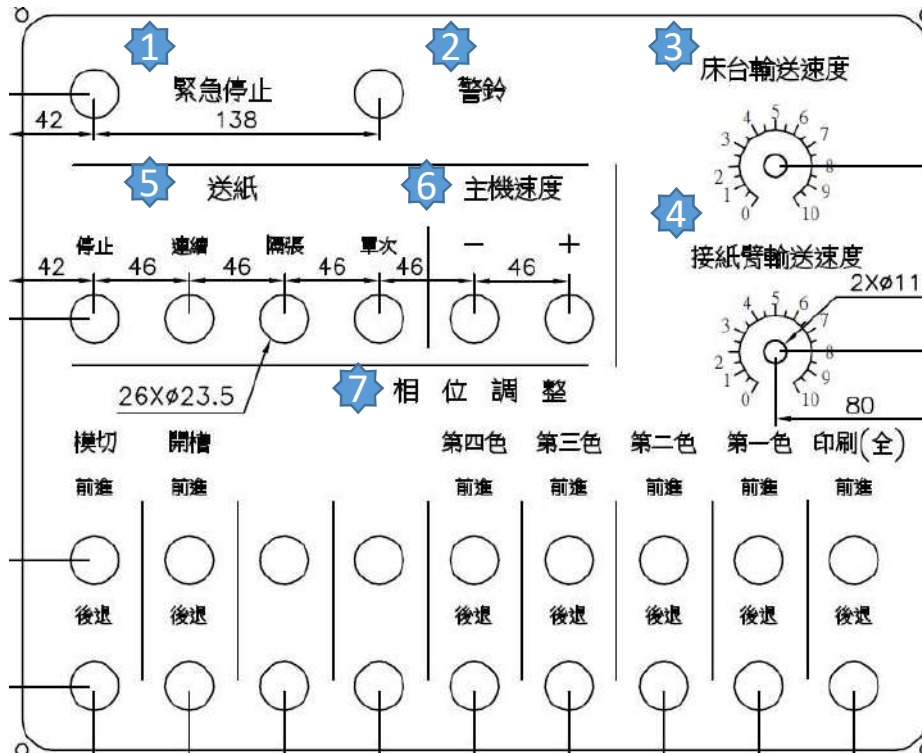 1 2 3
緊急停止 警鈴 床台輸送速度
42 138
0 1 2 3 4 5 6 7 8 9 10
5 送紙 6 主機速度 4
停止 連續 隔張 單次 － ＋ 接紙臂輸送速度
42 46 46 46 46 46 2Xø11
0 1 2 3 4 5 6 7 8 9 10
26Xø23.5 7 相位調整 80
模切 開槽 第四色 第三色 第二色 第一色 印刷(全)
前進 前進 前進 前進 前進 前進 前進
後退 後退 後退 後退 後退 後退 後退